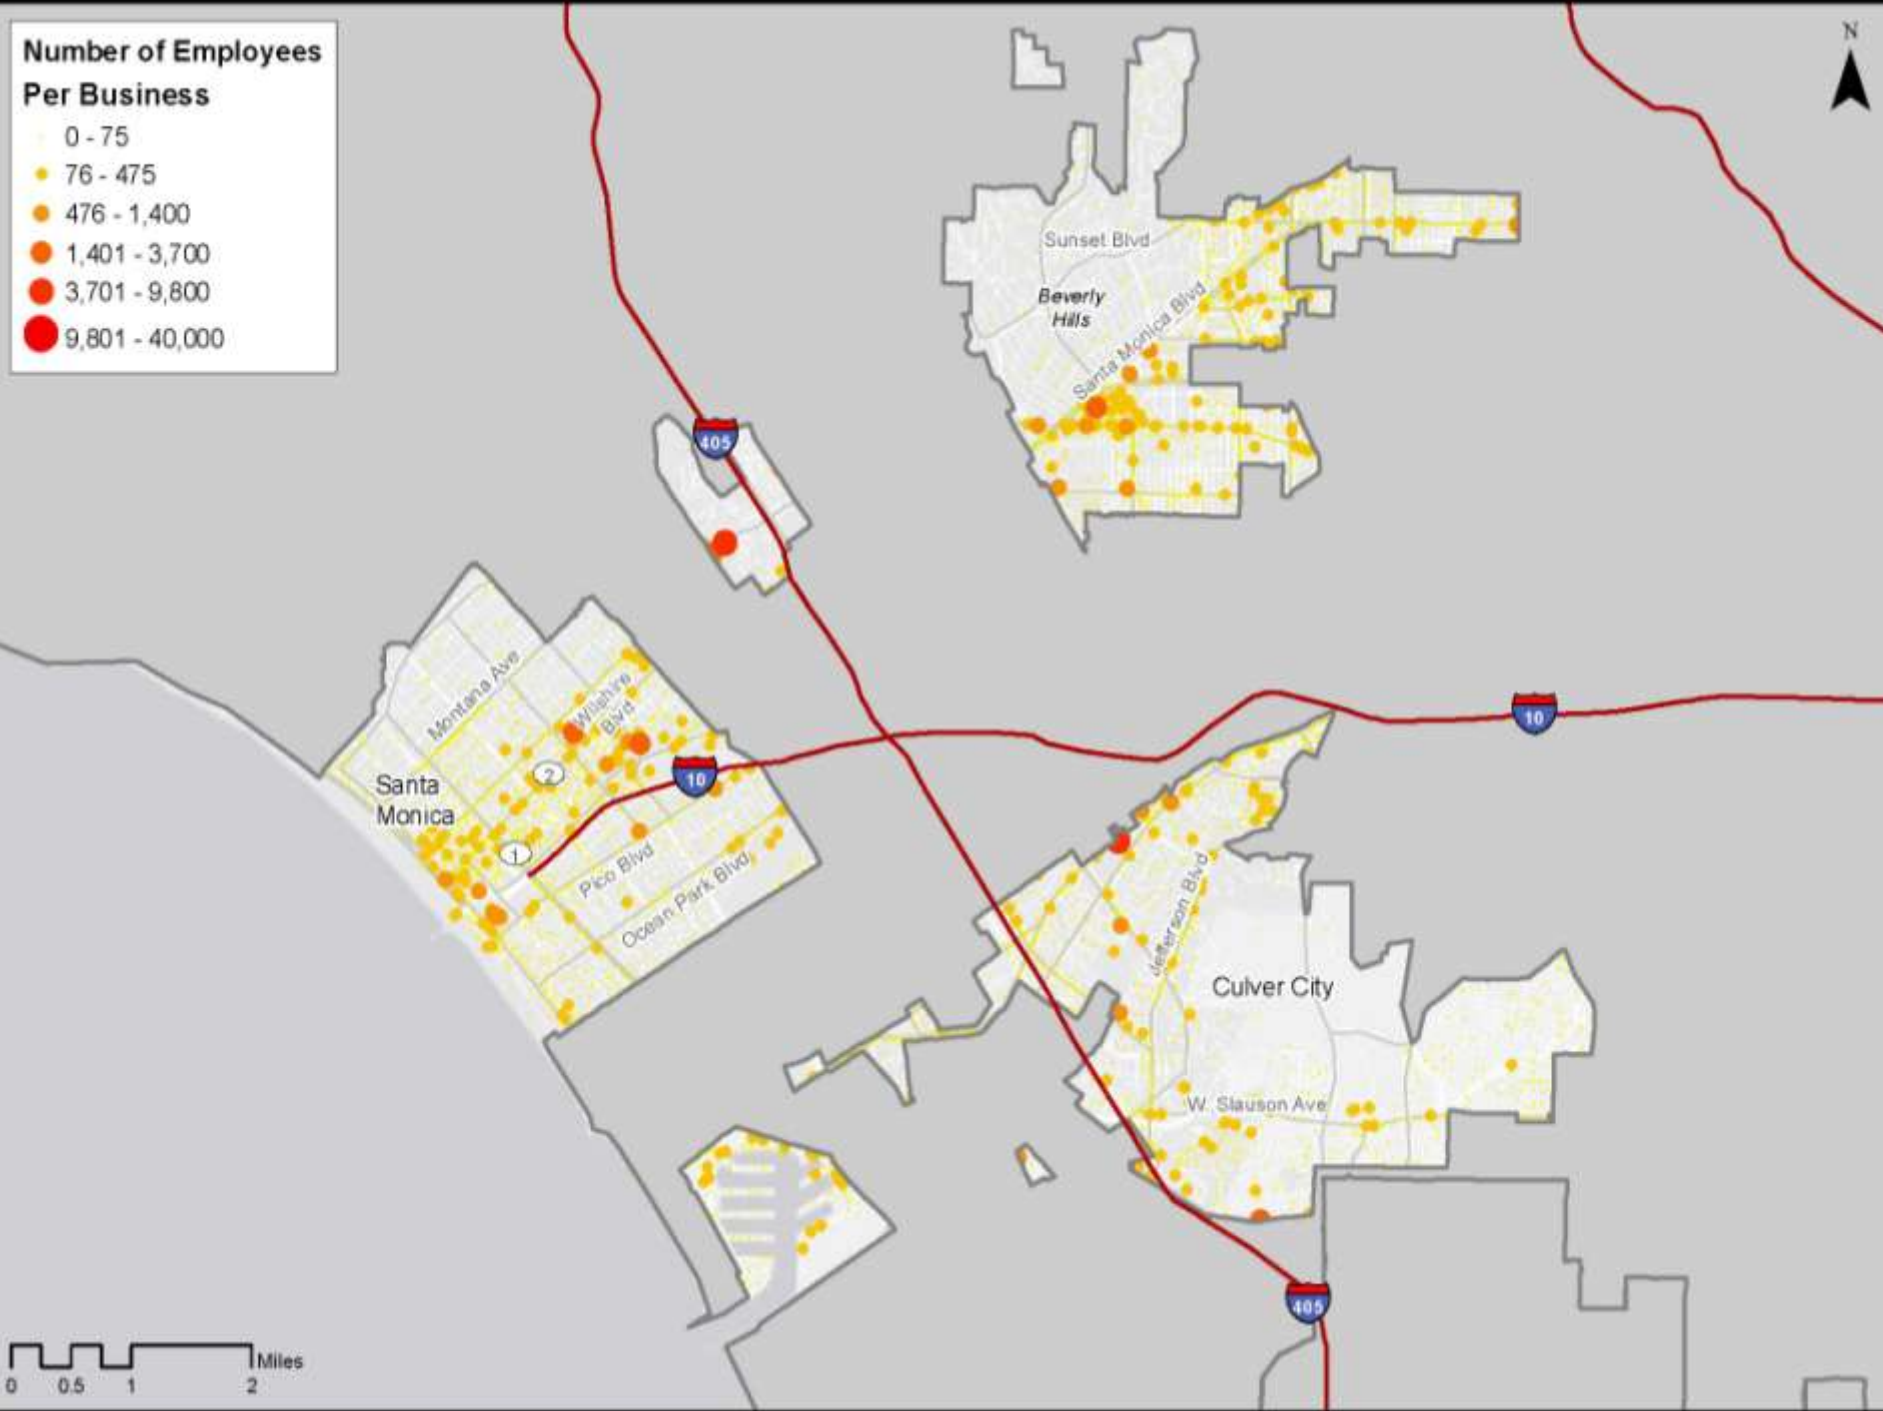 Number of Employees
Per Business
0 - 75
76 - 475
476 - 1,400
1,401 - 3,700
3,701 - 9,800
9,801 - 40,000
N
Sunset Blvd
Beverly
Hills
Santa Monica Blvd
405
Montana Ave
Wilshire
Blvd
10
2
10
Santa
Monica
1
Pico Blvd
Ocean Park Blvd
Jefferson Blvd
Culver City
W. Slauson Ave
405
Miles
0 0.5 1 2